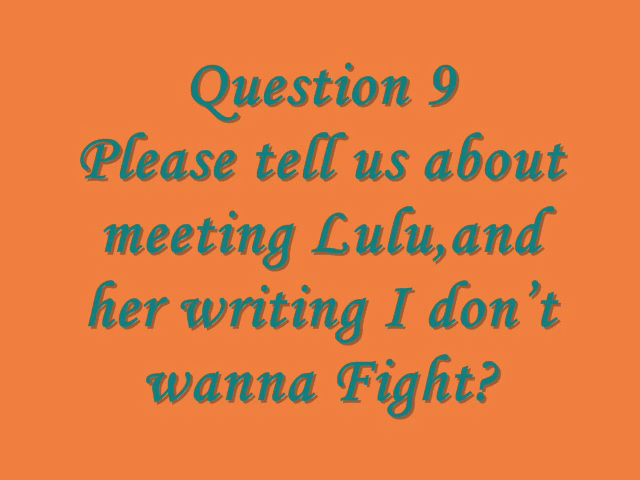 Question 9
Please tell us about
meeting Lulu,and
her writing I don't
wanna Fight?